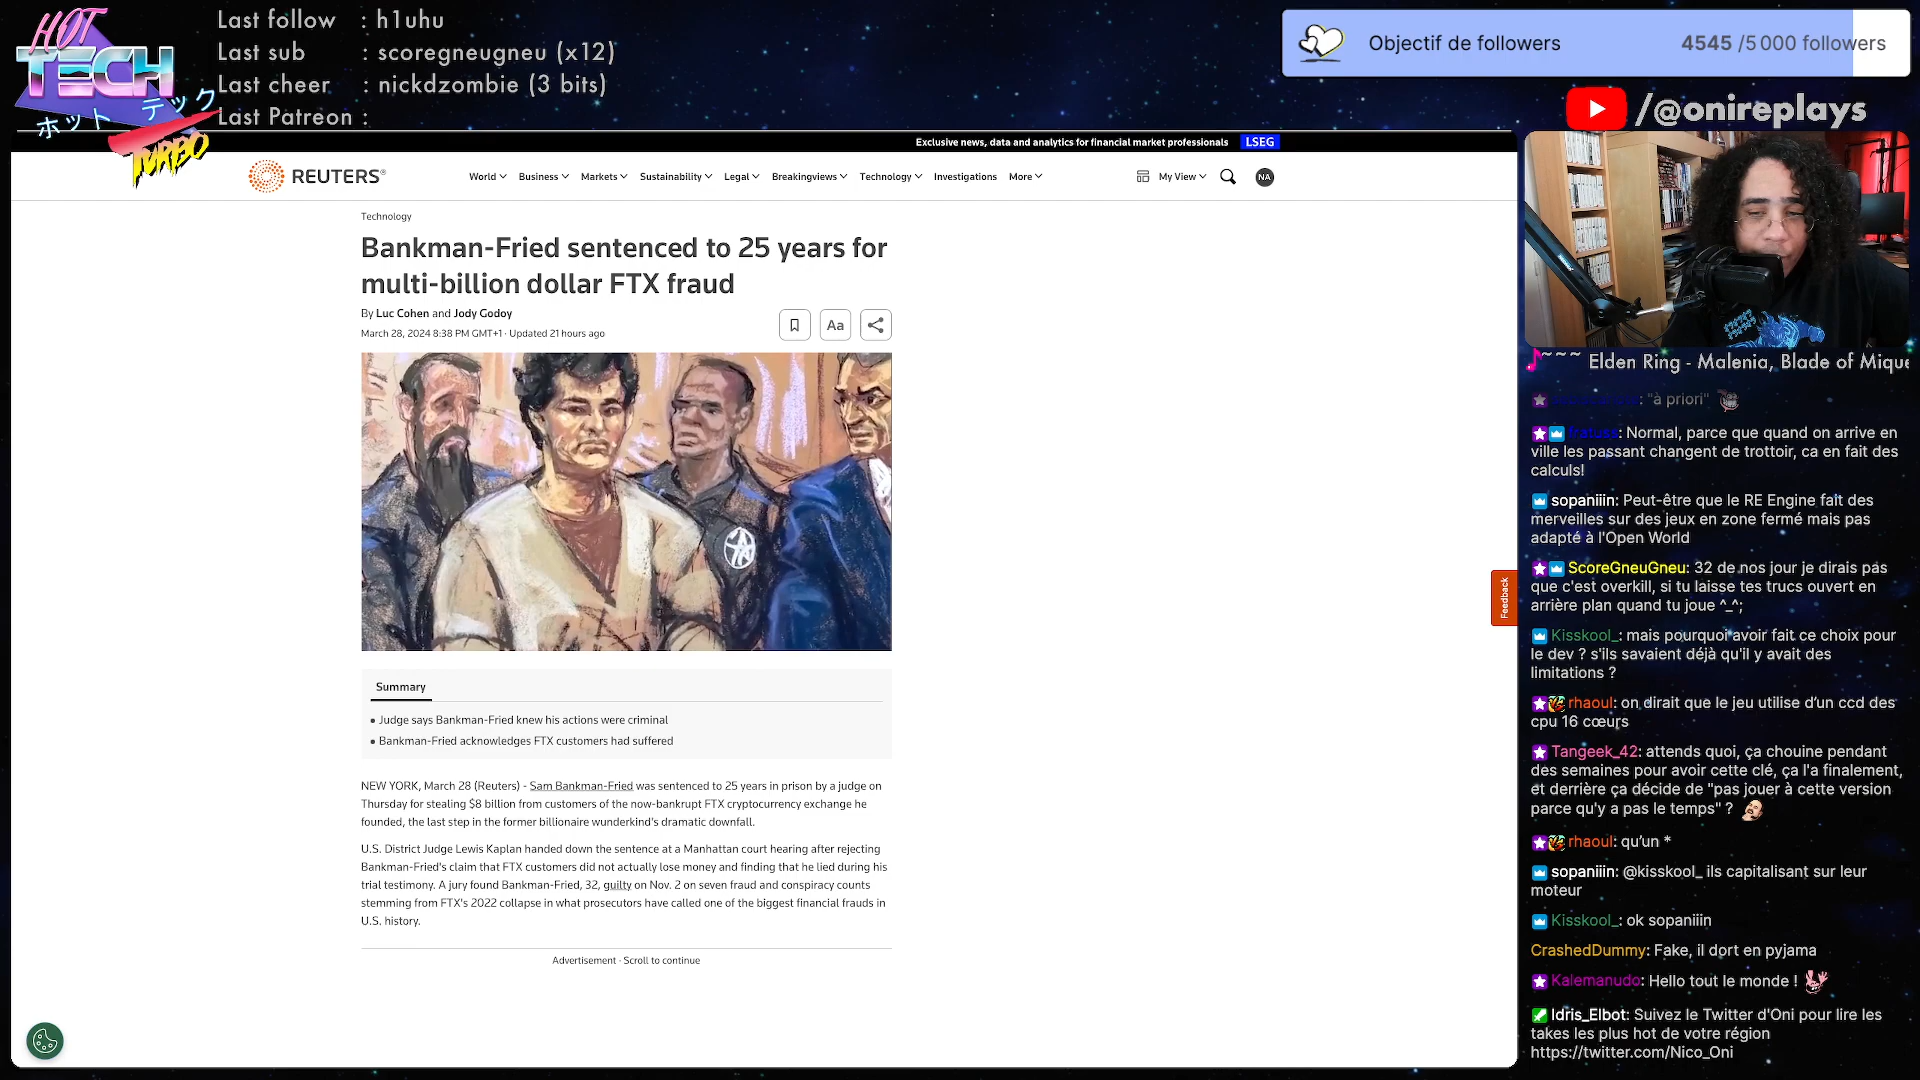 HOT
TECH
ホット テック
TURBO
Last follow : h1uhu
Last sub : scoregneugneu (x12)
Last cheer : nickdzombie (3 bits)
Last Patreon :
Objectif de followers 4545 /5 000 followers
/@onireplays
Exclusive news, data and analytics for financial market professionals LSEG
REUTERS®
World Business Markets Sustainability Legal Breakingviews Technology Investigations More My View NA
Technology
Bankman-Fried sentenced to 25 years for
multi-billion dollar FTX fraud
By Luc Cohen and Jody Godoy
March 28, 2024 8:38 PM GMT+1 · Updated 21 hours ago
Aa
Summary
• Judge says Bankman-Fried knew his actions were criminal
• Bankman-Fried acknowledges FTX customers had suffered
NEW YORK, March 28 (Reuters) - Sam Bankman-Fried was sentenced to 25 years in prison by a judge on
Thursday for stealing $8 billion from customers of the now-bankrupt FTX cryptocurrency exchange he
founded, the last step in the former billionaire wunderkind's dramatic downfall.
U.S. District Judge Lewis Kaplan handed down the sentence at a Manhattan court hearing after rejecting
Bankman-Fried's claim that FTX customers did not actually lose money and finding that he lied during his
trial testimony. A jury found Bankman-Fried, 32, guilty on Nov. 2 on seven fraud and conspiracy counts
stemming from FTX's 2022 collapse in what prosecutors have called one of the biggest financial frauds in
U.S. history.
Advertisement · Scroll to continue
Feedback
~~~ Elden Ring - Malenia, Blade of Mique
: "à priori"
: Normal, parce que quand on arrive en
ville les passant changent de trottoir, ca en fait des
calculs!
sopaniiin: Peut-être que le RE Engine fait des
merveilles sur des jeux en zone fermé mais pas
adapté à l'Open World
ScoreGneuGneu: 32 de nos jour je dirais pas
que c'est overkill, si tu laisse tes trucs ouvert en
arrière plan quand tu joue ^_^;
Kisskool_: mais pourquoi avoir fait ce choix pour
le dev ? s'ils savaient déjà qu'il y avait des
limitations ?
rhaoul: on dirait que le jeu utilise d'un ccd des
cpu 16 cœurs
Tangeek_42: attends quoi, ça chouine pendant
des semaines pour avoir cette clé, ça l'a finalement,
et derrière ça décide de "pas jouer à cette version
parce qu'y a pas le temps" ?
rhaoul: qu'un *
sopaniiin: @kisskool_ ils capitalisant sur leur
moteur
Kisskool_: ok sopaniiin
CrashedDummy: Fake, il dort en pyjama
Kalemanudo: Hello tout le monde !
Idris_Elbot: Suivez le Twitter d'Oni pour lire les
takes les plus hot de votre région
https://twitter.com/Nico_Oni